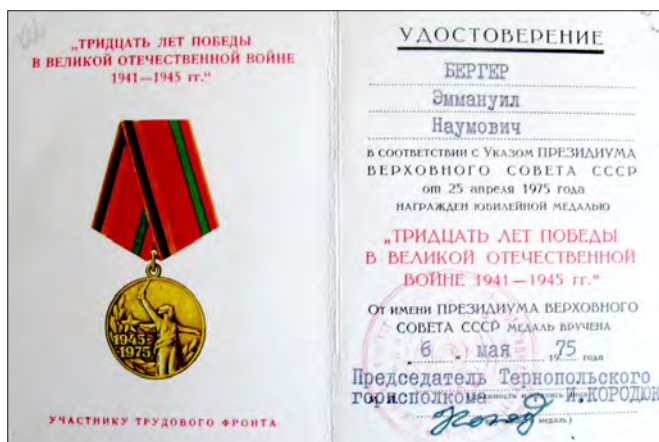 „ТРИДЦАТЬ ЛЕТ ПОБЕДЫ
В ВЕЛИКОЙ ОТЕЧЕСТВЕННОЙ ВОЙНЕ
1941—1945 гг.“
1945
1975
УЧАСТНИКУ ТРУДОВОГО ФРОНТА
УДОСТОВЕРЕНИЕ
БЕРГЕР
Эммануил
Наумович
В СООТВЕТСТВИИ С УКАЗОМ ПРЕЗИДИУМА
ВЕРХОВНОГО СОВЕТА СССР
от 25 апреля 1975 года
НАГРАЖДЕН ЮБИЛЕЙНОЙ МЕДАЛЬЮ
„ТРИДЦАТЬ ЛЕТ ПОБЕДЫ
В ВЕЛИКОЙ ОТЕЧЕСТВЕННОЙ
ВОЙНЕ 1941—1945 гг.“
ОТ ИМЕНИ ПРЕЗИДИУМА ВЕРХОВНОГО
СОВЕТА СССР МЕДАЛЬ ВРУЧЕНА
„ 6 „ мая 1975 года
Председатель Тернопольского
горисполкома И.КОРОДЮК
медаль)